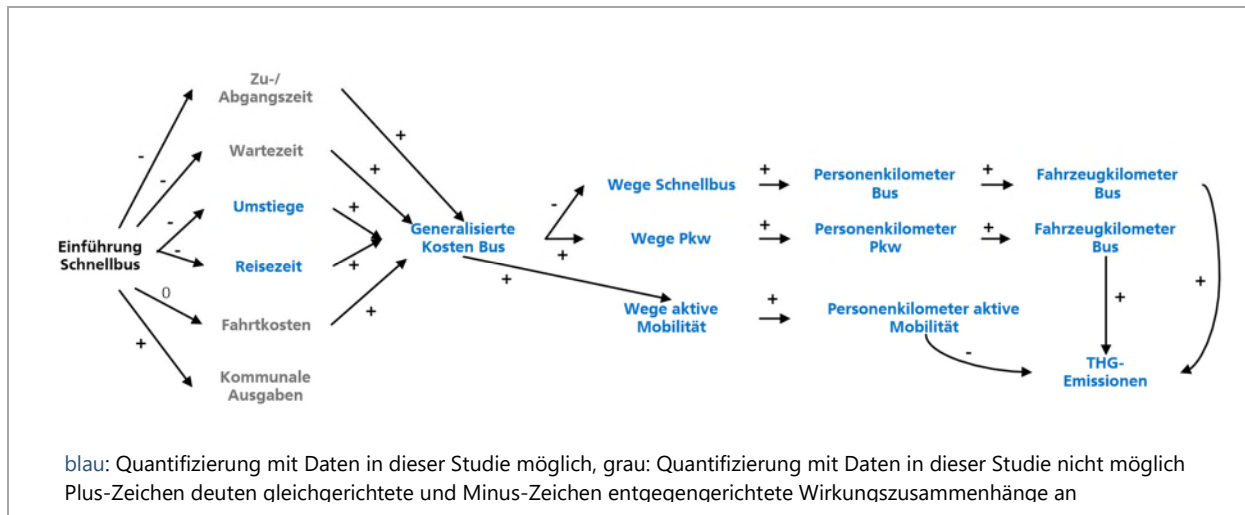 Zu-/
Abgangszeit
Wartezeit
Umstiege
Reisezeit
Fahrtkosten
Kommunale
Ausgaben
Einführung
Schnellbus
-
-
-
-
0
+
+
+
+
+
+
Generalisierte
Kosten Bus
-
+
+
Wege Schnellbus
+
Personenkilometer
Bus
+
Fahrzeugkilometer
Bus
Wege Pkw
+
Personenkilometer
Pkw
+
Fahrzeugkilometer
Bus
Wege aktive
Mobilität
+
Personenkilometer aktive
Mobilität
-
+
+
THG-
Emissionen
blau: Quantifizierung mit Daten in dieser Studie möglich, grau: Quantifizierung mit Daten in dieser Studie nicht möglich
Plus-Zeichen deuten gleichgerichtete und Minus-Zeichen entgegengerichtete Wirkungszusammenhänge an